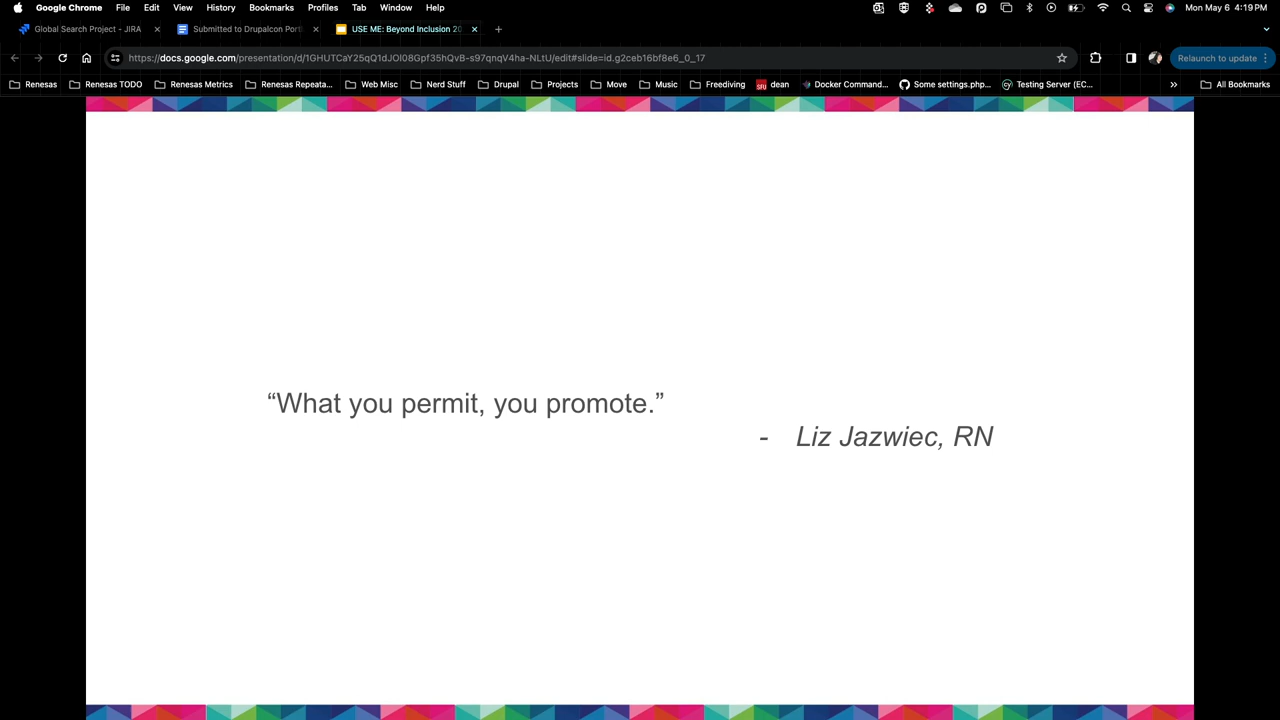 Google Chrome File Edit View History Bookmarks Profiles Tab Window Help Mon May 6 4:19 PM
Global Search Project - JIRA Submitted to Drupalcon Port USE ME: Beyond Inclusion 20
https://docs.google.com/presentation/d/1GHUTCaY25qQ1dJOl08Gpf35hQvB-s97qnqV4ha-NLtU/edit#slide=id.g2ceb16bf8e6_0_17 Relaunch to update
Renesas Renesas TODO Renesas Metrics Renesas Repeata... Web Misc Nerd Stuff Drupal Projects Move Music Freediving SFU dean Docker Command... Some settings.php... Testing Server (EC... » All Bookmarks
“What you permit, you promote.”
- Liz Jazwiec, RN